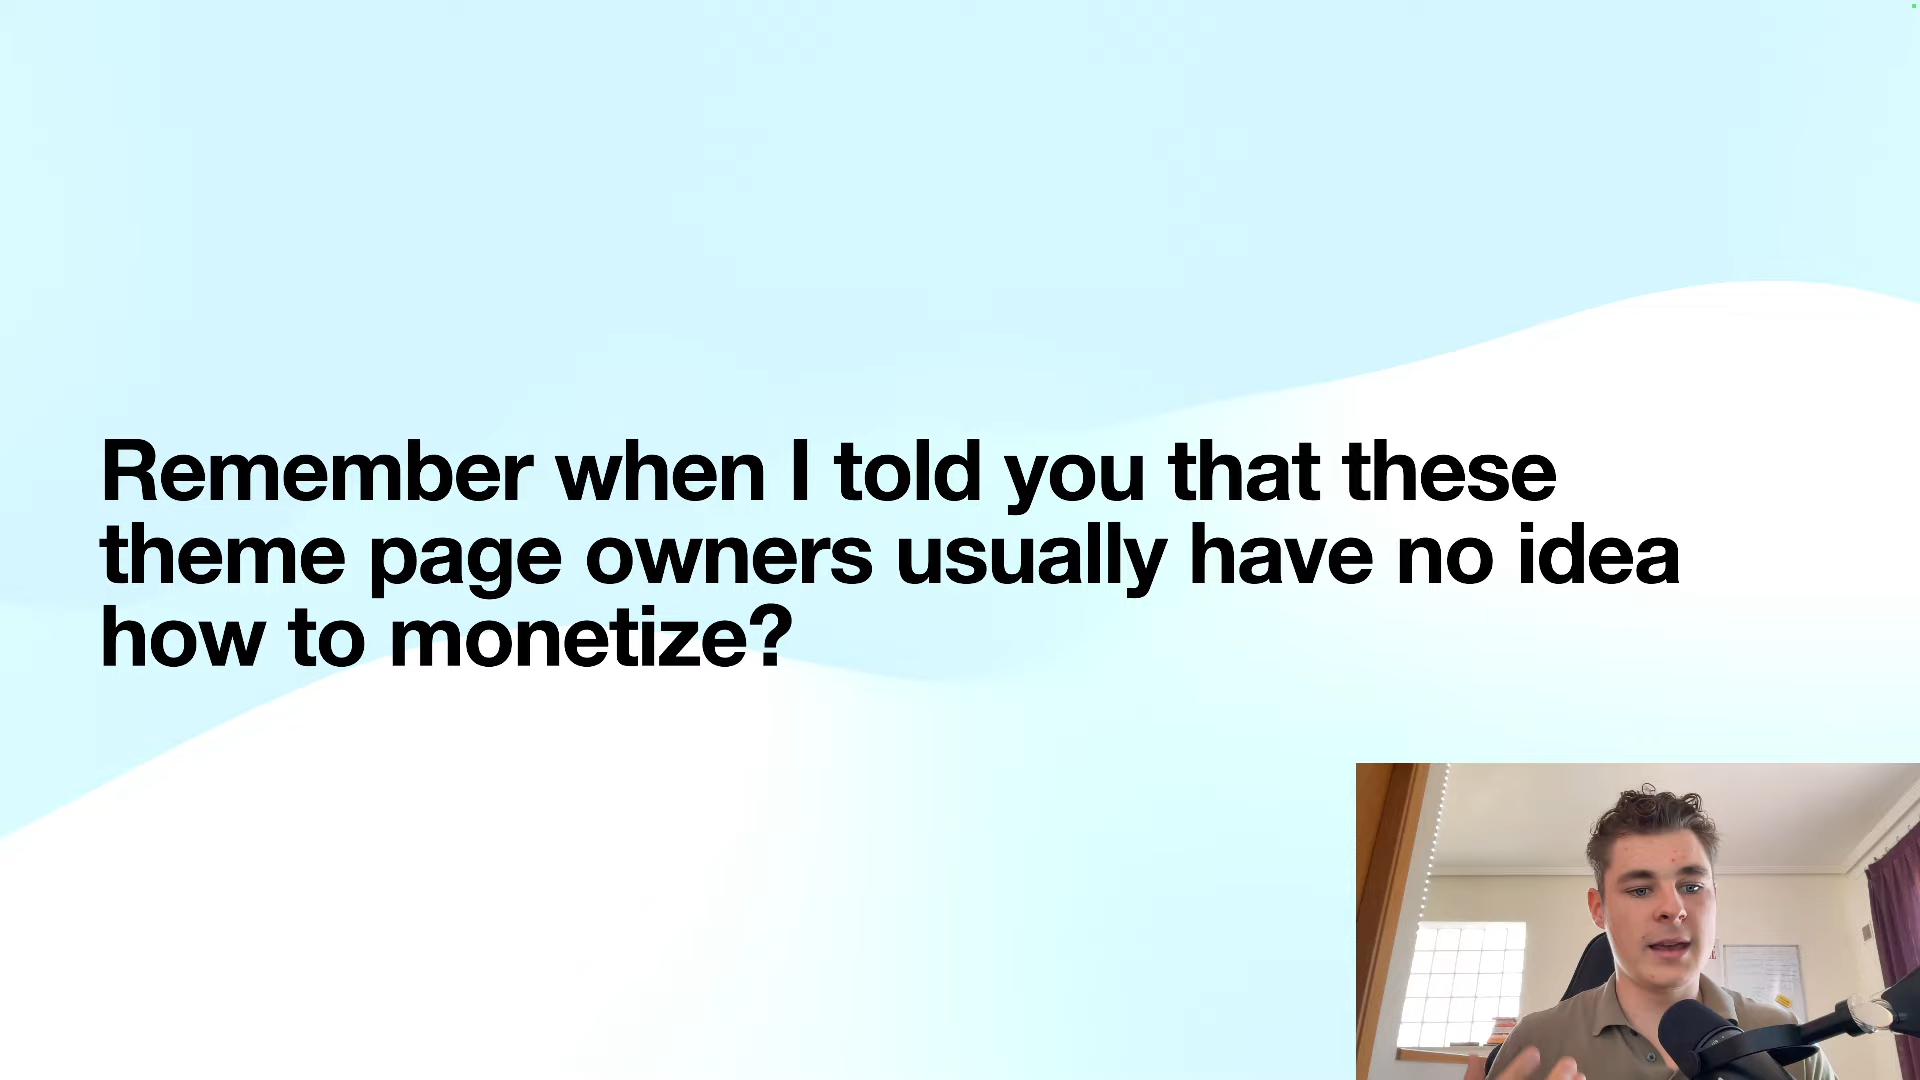 Remember when I told you that these
theme page owners usually have no idea
how to monetize?